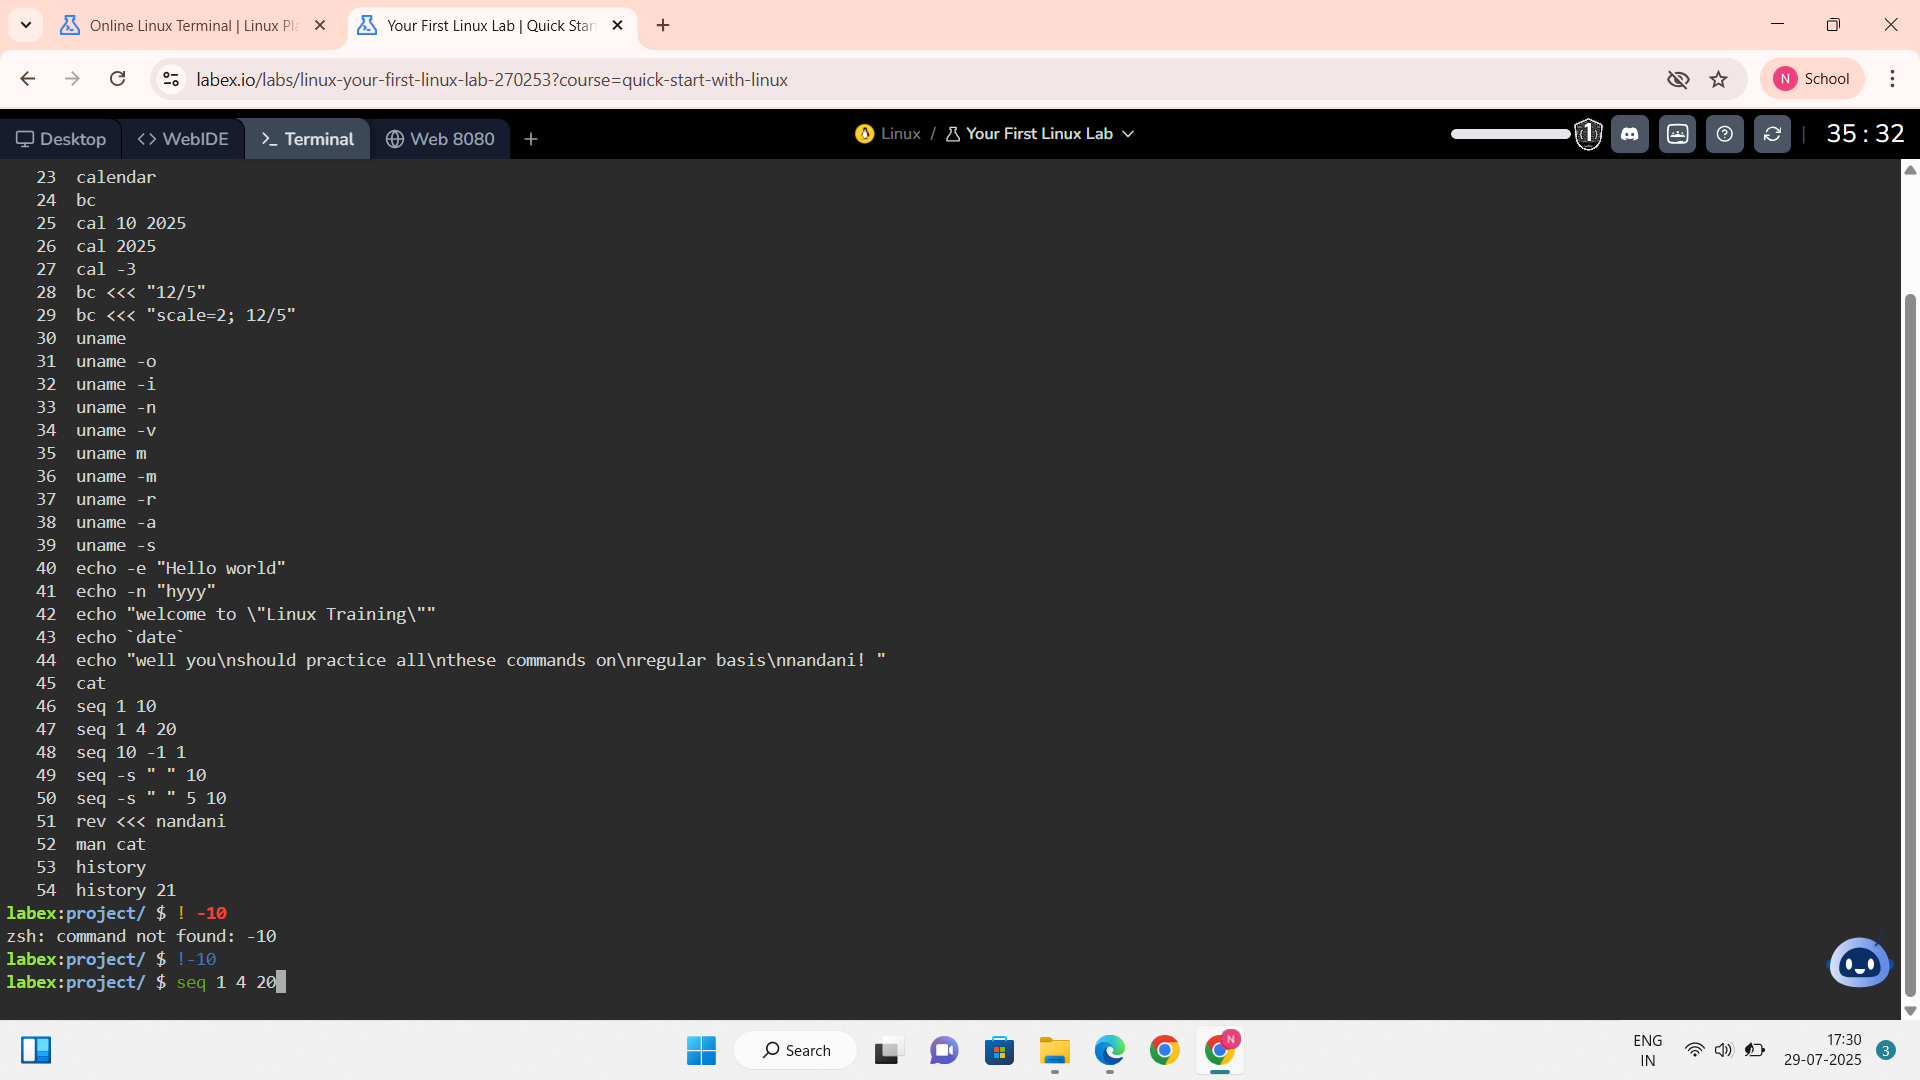 Online Linux Terminal | Linux Pla
Your First Linux Lab | Quick Star
labex.io/labs/linux-your-first-linux-lab-270253?course=quick-start-with-linux
N School
Desktop
WebIDE
Terminal
Web 8080
Linux / Your First Linux Lab
1
35 : 32
23 calendar
24 bc
25 cal 10 2025
26 cal 2025
27 cal -3
28 bc <<< "12/5"
29 bc <<< "scale=2; 12/5"
30 uname
31 uname -o
32 uname -i
33 uname -n
34 uname -v
35 uname m
36 uname -m
37 uname -r
38 uname -a
39 uname -s
40 echo -e "Hello world"
41 echo -n "hyyy"
42 echo "welcome to \"Linux Training\""
43 echo `date`
44 echo "well you\nshould practice all\nthese commands on\nregular basis\nnandani! "
45 cat
46 seq 1 10
47 seq 1 4 20
48 seq 10 -1 1
49 seq -s " " 10
50 seq -s " " 5 10
51 rev <<< nandani
52 man cat
53 history
54 history 21
labex:project/ $ ! -10
zsh: command not found: -10
labex:project/ $ !-10
labex:project/ $ seq 1 4 20
Search
N
ENG
IN
17:30
29-07-2025
3